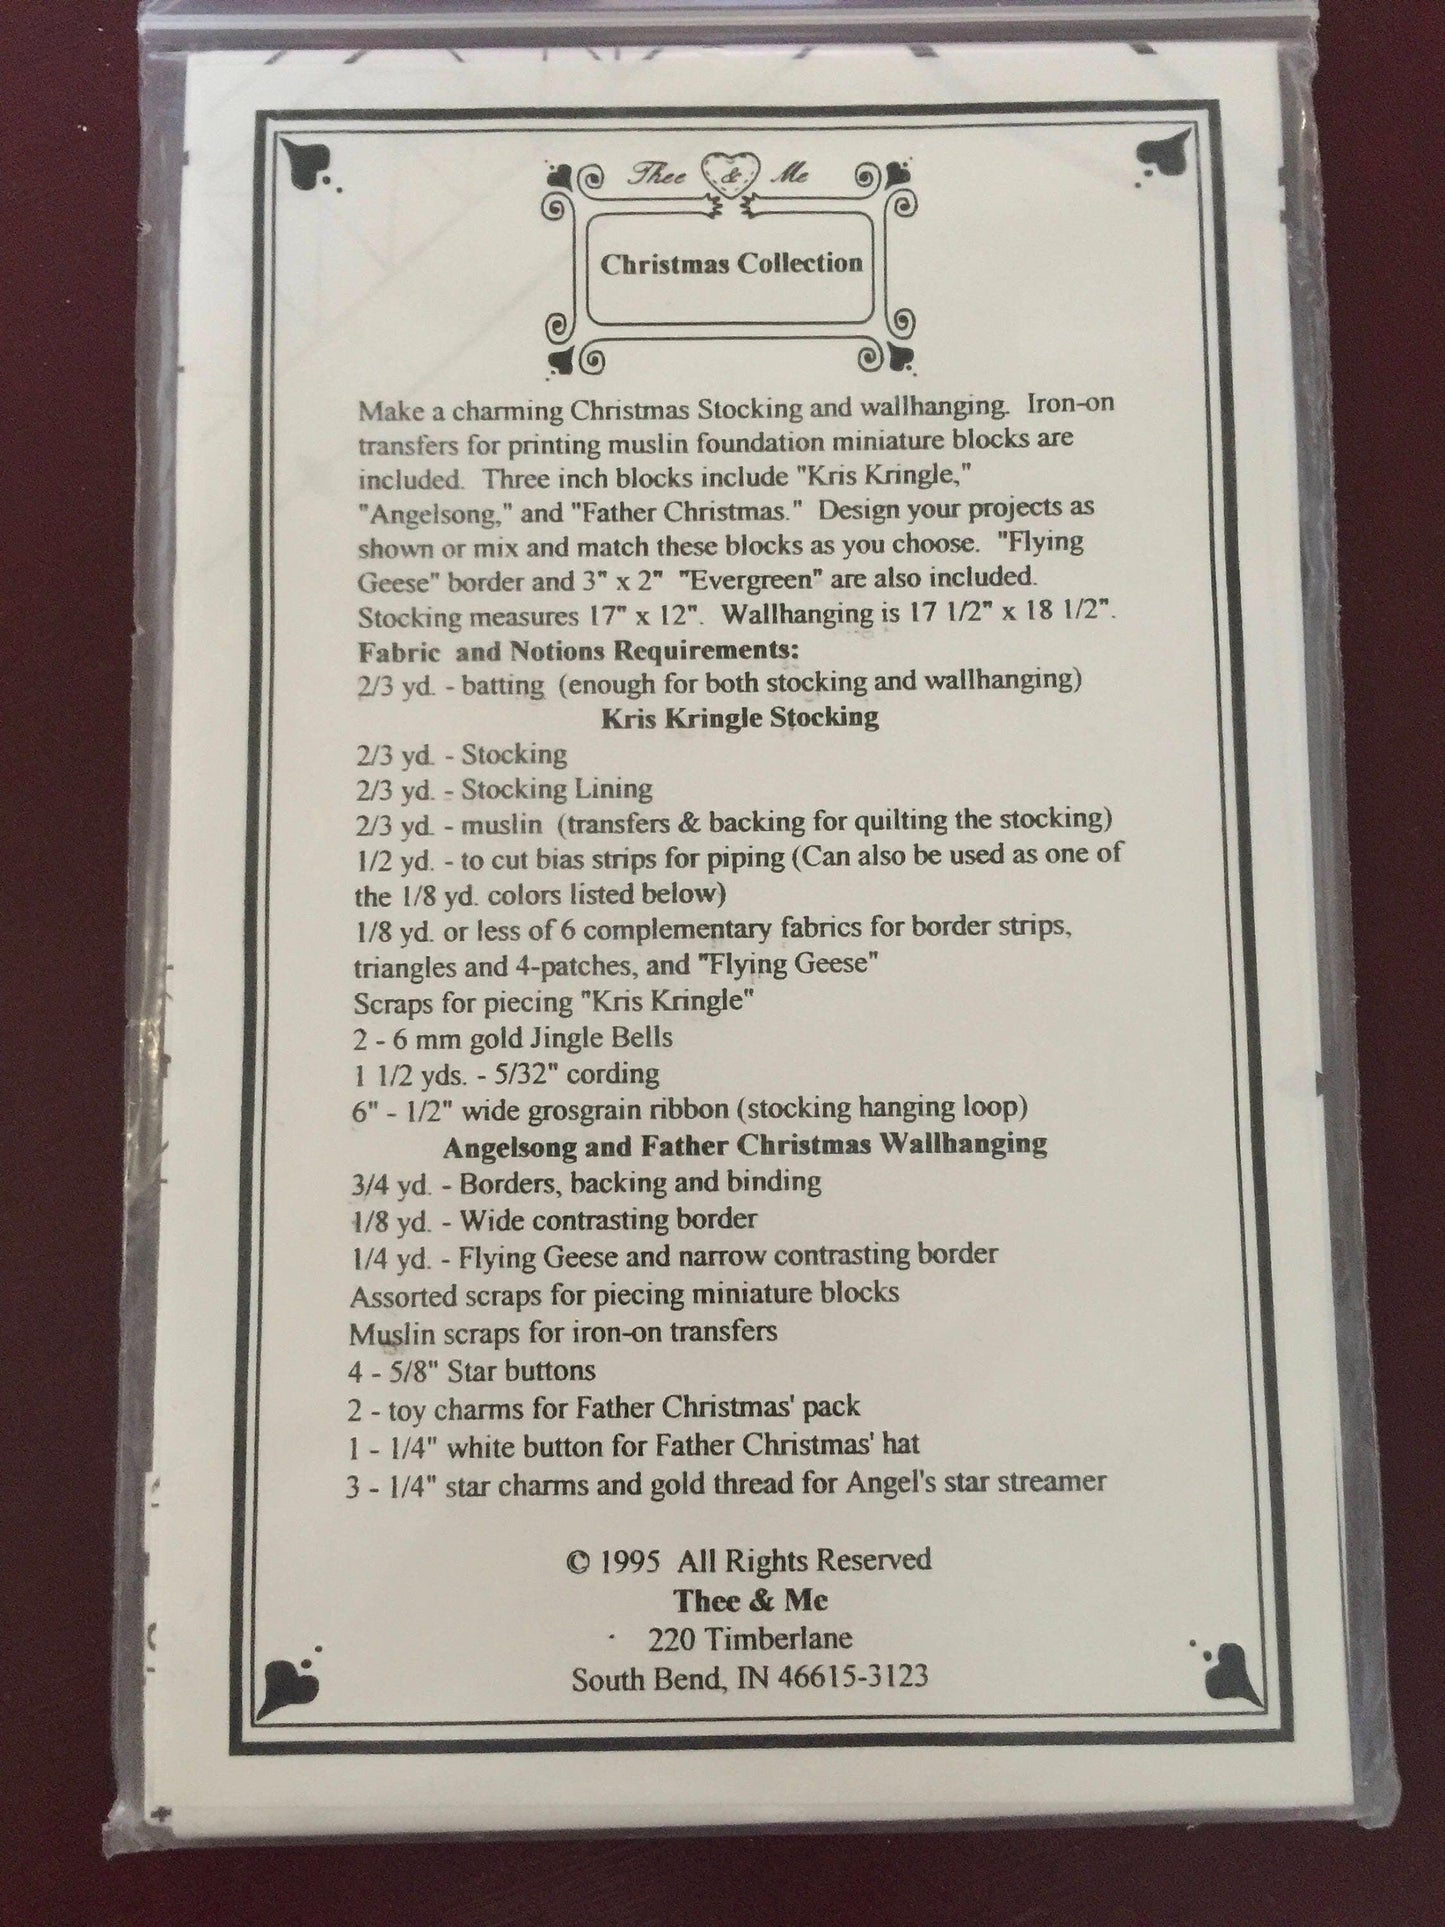 Thee & Me
Christmas Collection
Make a charming Christmas Stocking and wallhanging.  Iron-on
transfers for printing muslin foundation miniature blocks are
included.  Three inch blocks include "Kris Kringle,"
"Angelsong," and "Father Christmas."  Design your projects as
shown or mix and match these blocks as you choose.  "Flying
Geese" border and 3" x 2"  "Evergreen" are also included.
Stocking measures 17" x 12".  Wallhanging is 17 1/2" x 18 1/2".
Fabric  and Notions Requirements:
2/3 yd. - batting  (enough for both stocking and wallhanging)
Kris Kringle Stocking
2/3 yd. - Stocking
2/3 yd. - Stocking Lining
2/3 yd. - muslin  (transfers & backing for quilting the stocking)
1/2 yd. - to cut bias strips for piping (Can also be used as one of
the 1/8 yd. colors listed below)
1/8 yd. or less of 6 complementary fabrics for border strips,
triangles and 4-patches, and "Flying Geese"
Scraps for piecing "Kris Kringle"
2 - 6 mm gold Jingle Bells
1 1/2 yds. - 5/32" cording
6" - 1/2" wide grosgrain ribbon (stocking hanging loop)
Angelsong and Father Christmas Wallhanging
3/4 yd. - Borders, backing and binding
1/8 yd. - Wide contrasting border
1/4 yd. - Flying Geese and narrow contrasting border
Assorted scraps for piecing miniature blocks
Muslin scraps for iron-on transfers
4 - 5/8" Star buttons
2 - toy charms for Father Christmas' pack
1 - 1/4" white button for Father Christmas' hat
3 - 1/4" star charms and gold thread for Angel's star streamer
© 1995  All Rights Reserved
Thee & Me
220 Timberlane
South Bend, IN 46615-3123